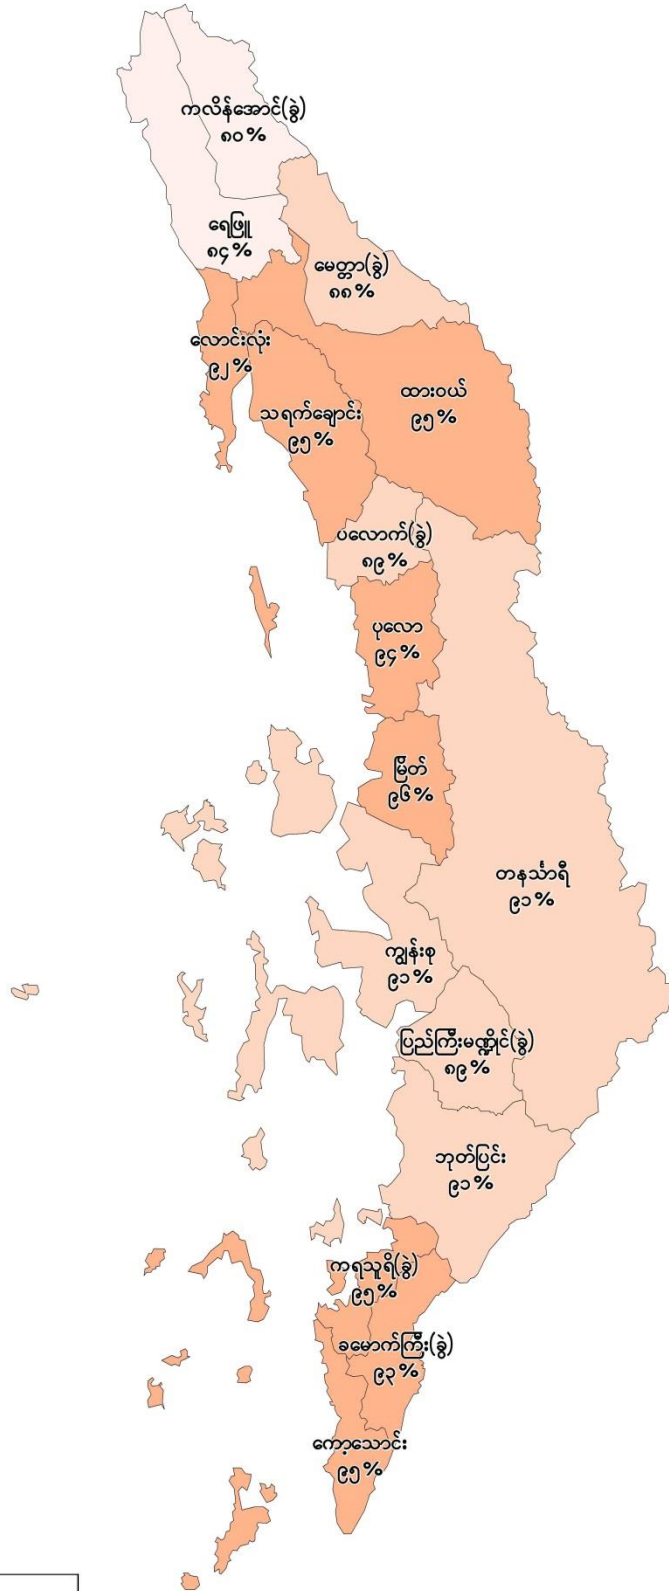 ကလိန်အောင်(ခွဲ)
၈၀%
ရေဖြူ
၈၄%
မေတ္တာ(ခွဲ)
၈၈%
လောင်းလုံး
၉၂%
ထားဝယ်
၉၅%
သရက်ချောင်း
၉၅%
ပလောက်(ခွဲ)
၈၉%
ပုလော
၉၄%
မြိတ်
၉၆%
တနင်္သာရီ
၉၁%
ကျွန်းစု
၉၁%
ပြည်ကြီးမဏ္ဍိုင်(ခွဲ)
၈၉%
ဘုတ်ပြင်း
၉၁%
ကရသူရိ(ခွဲ)
၉၅%
ခမောက်ကြီး(ခွဲ)
၉၃%
ကော့သောင်း
၉၅%